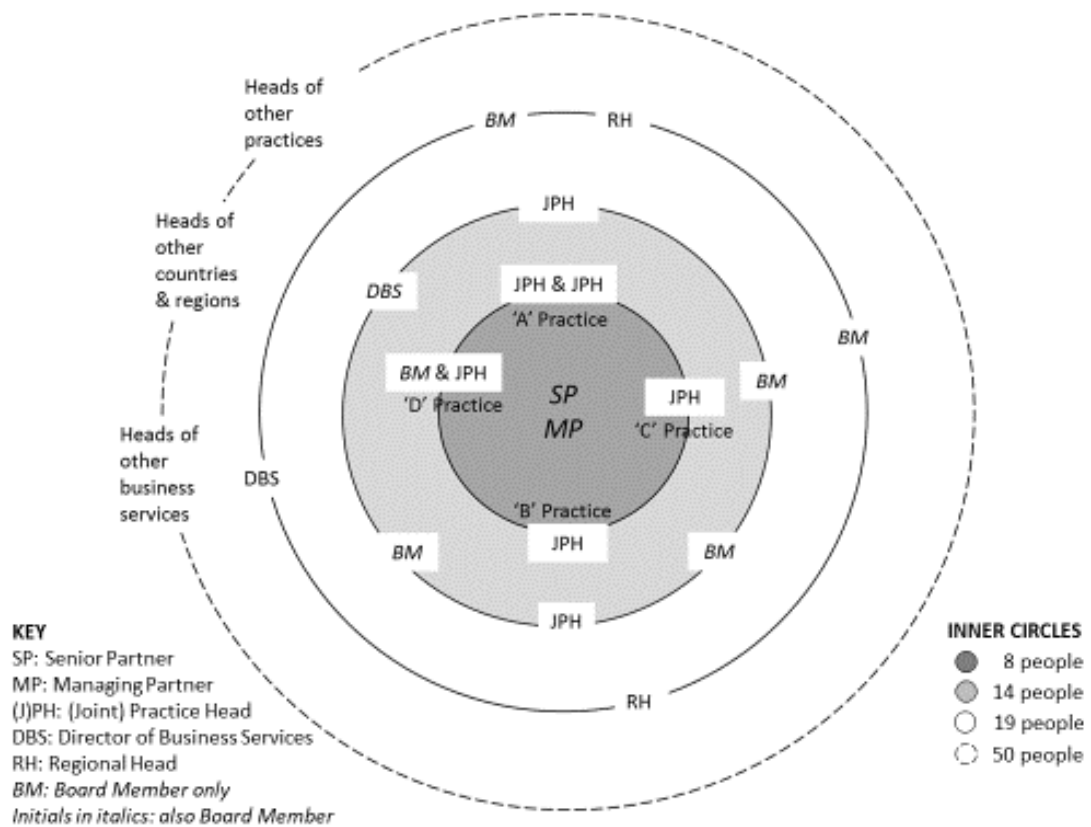 Heads of
other
practices
BM
RH
Heads of
other
countries
& regions
JPH
DBS
JPH & JPH
'A' Practice
BM
BM & JPH
'D' Practice
SP
MP
JPH
'C' Practice
BM
Heads of
other
business
services
DBS
'B' Practice
JPH
BM
BM
JPH
RH
KEY
SP: Senior Partner
MP: Managing Partner
(J)PH: (Joint) Practice Head
DBS: Director of Business Services
RH: Regional Head
BM: Board Member only
Initials in italics: also Board Member
INNER CIRCLES
8 people
14 people
19 people
50 people